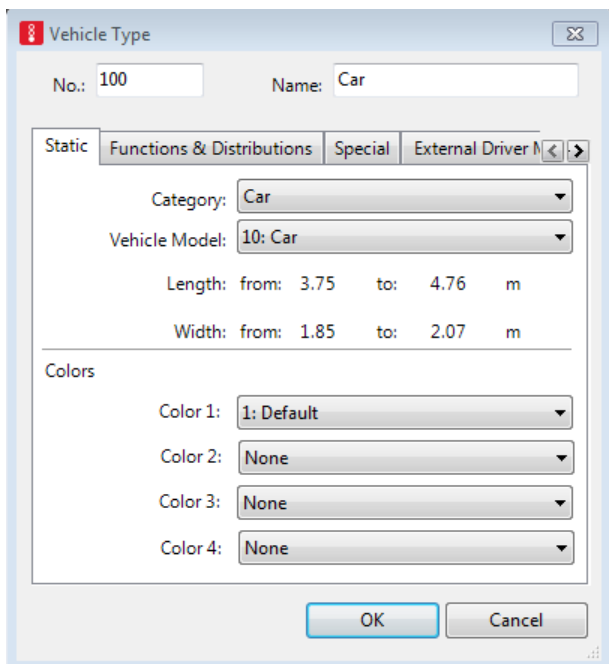 Vehicle Type
No.: 100 Name: Car
Static Functions & Distributions Special External Driver
Category: Car
Vehicle Model: 10: Car
Length: from: 3.75 to: 4.76 m
Width: from: 1.85 to: 2.07 m
Colors
Color 1: 1: Default
Color 2: None
Color 3: None
Color 4: None
OK Cancel